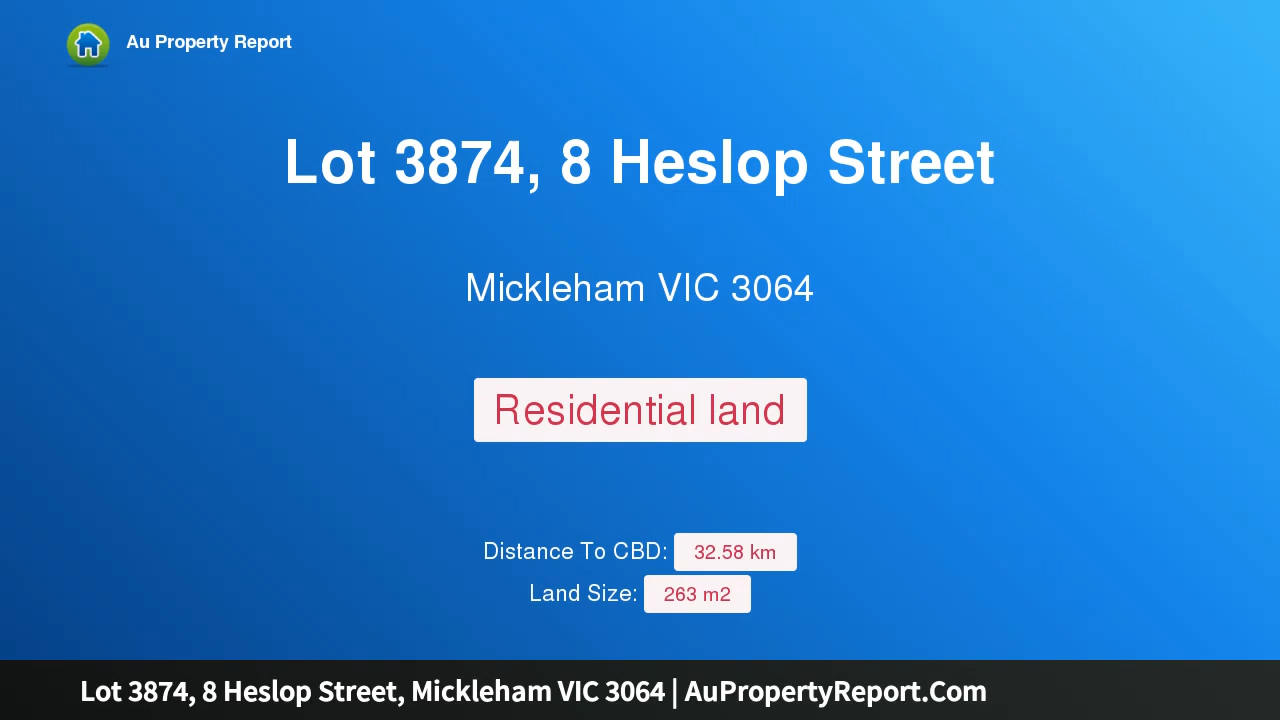 Au Property Report
Lot 3874, 8 Heslop Street
Mickleham VIC 3064
Residential land
Distance To CBD: 32.58 km
Land Size: 263 m2
Lot 3874, 8 Heslop Street, Mickleham VIC 3064 | AuPropertyReport.Com